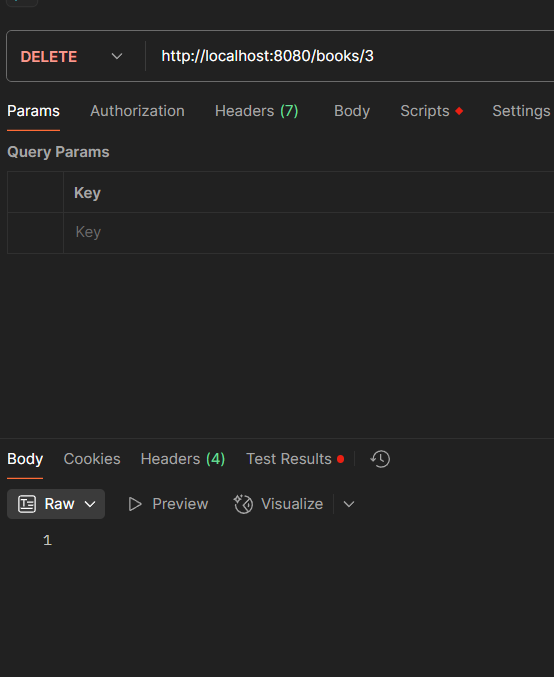 DELETE http://localhost:8080/books/3
Params Authorization Headers (7) Body Scripts Settings
Query Params
Key
Key
Body Cookies Headers (4) Test Results
Raw Preview Visualize
1